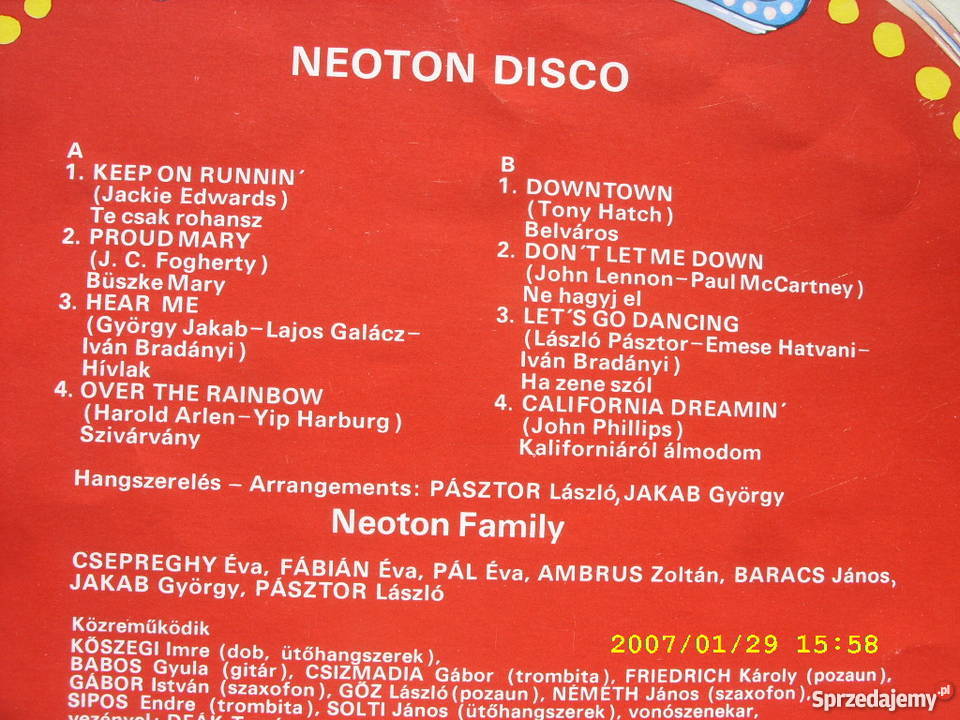 NEOTON DISCO
A
1. KEEP ON RUNNIN´
(Jackie Edwards)
Te csak rohansz
2. PROUD MARY
(J. C. Fogherty)
Büszke Mary
3. HEAR ME
(György Jakab–Lajos Galácz–
Iván Bradányi)
Hívlak
4. OVER THE RAINBOW
(Harold Arlen–Yip Harburg)
Szivárvány
B
1. DOWNTOWN
(Tony Hatch)
Belváros
2. DON´T LET ME DOWN
(John Lennon–Paul McCartney)
Ne hagyj el
3. LET´S GO DANCING
(László Pásztor–Emese Hatvani–
Iván Bradányi)
Ha zene szól
4. CALIFORNIA DREAMIN´
(John Phillips)
Kaliforniáról álmodom
Hangszerelés – Arrangements: PÁSZTOR László, JAKAB György
Neoton Family
CSEPREGHY Éva, FÁBIÁN Éva, PÁL Éva, AMBRUS Zoltán, BARACS János,
JAKAB György, PÁSZTOR László
Közreműködik
KŐSZEGI Imre (dob, ütőhangszerek),
BABOS Gyula (gitár), CSIZMADIA Gábor (trombita), FRIEDRICH Károly (pozaun),
GÁBOR István (szaxofon), GŐZ László (pozaun), NÉMETH János (szaxofon),
SIPOS Endre (trombita), SOLTI János (ütőhangszerek), vonószenekar,
vezényel: DEÁK
2007/01/29 15:58
Sprzedajemy.pl